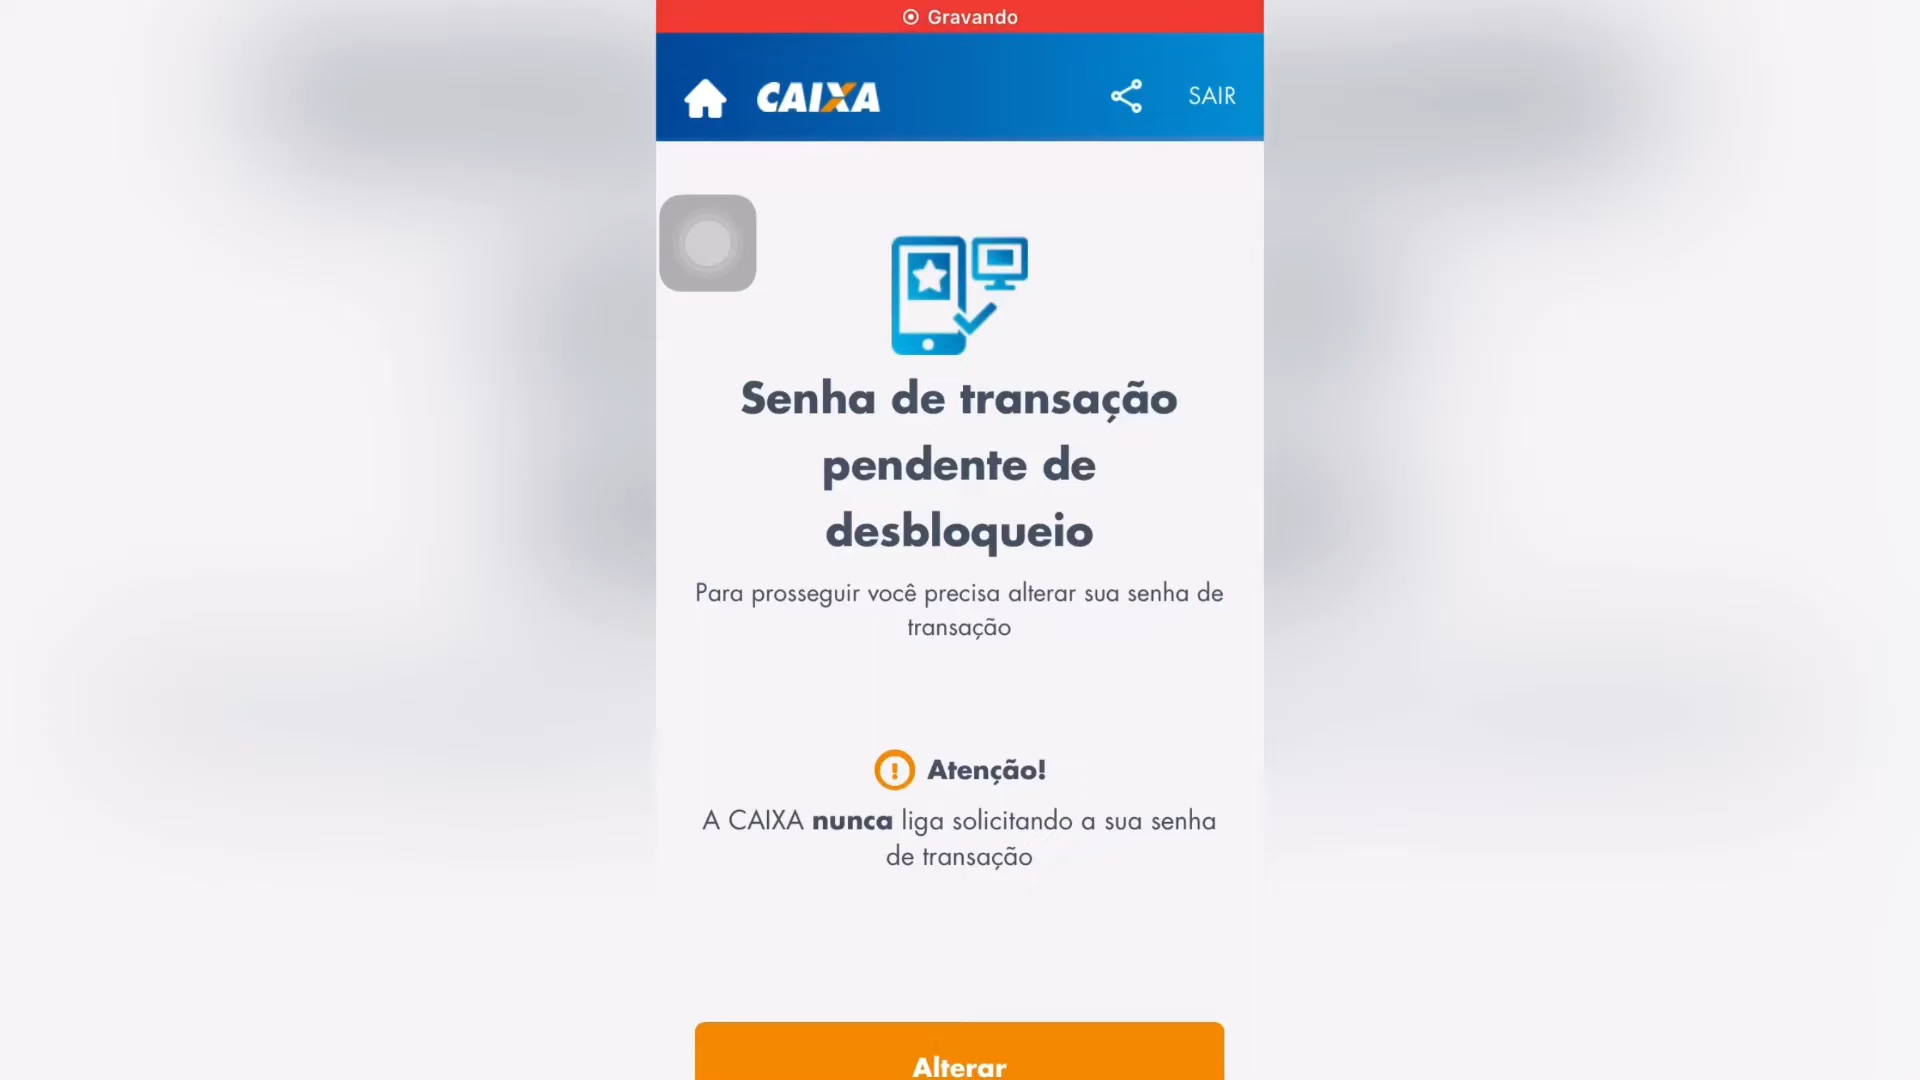 Gravando
CAIXA
SAIR
Senha de transação
pendente de
desbloqueio
Para prosseguir você precisa alterar sua senha de
transação
Atenção!
A CAIXA nunca liga solicitando a sua senha
de transação
Alterar